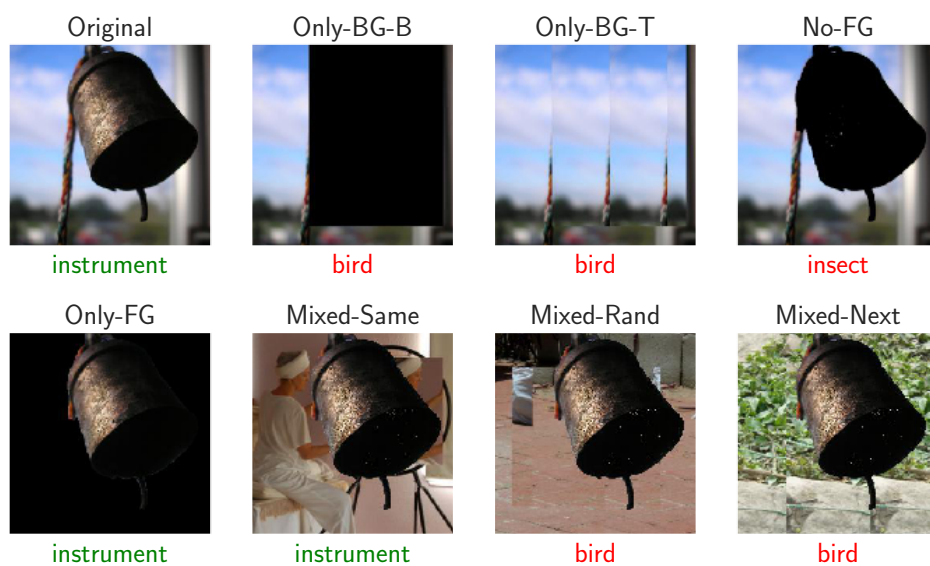 Original Only-BG-B Only-BG-T No-FG
instrument bird bird insect
Only-FG Mixed-Same Mixed-Rand Mixed-Next
instrument instrument bird bird